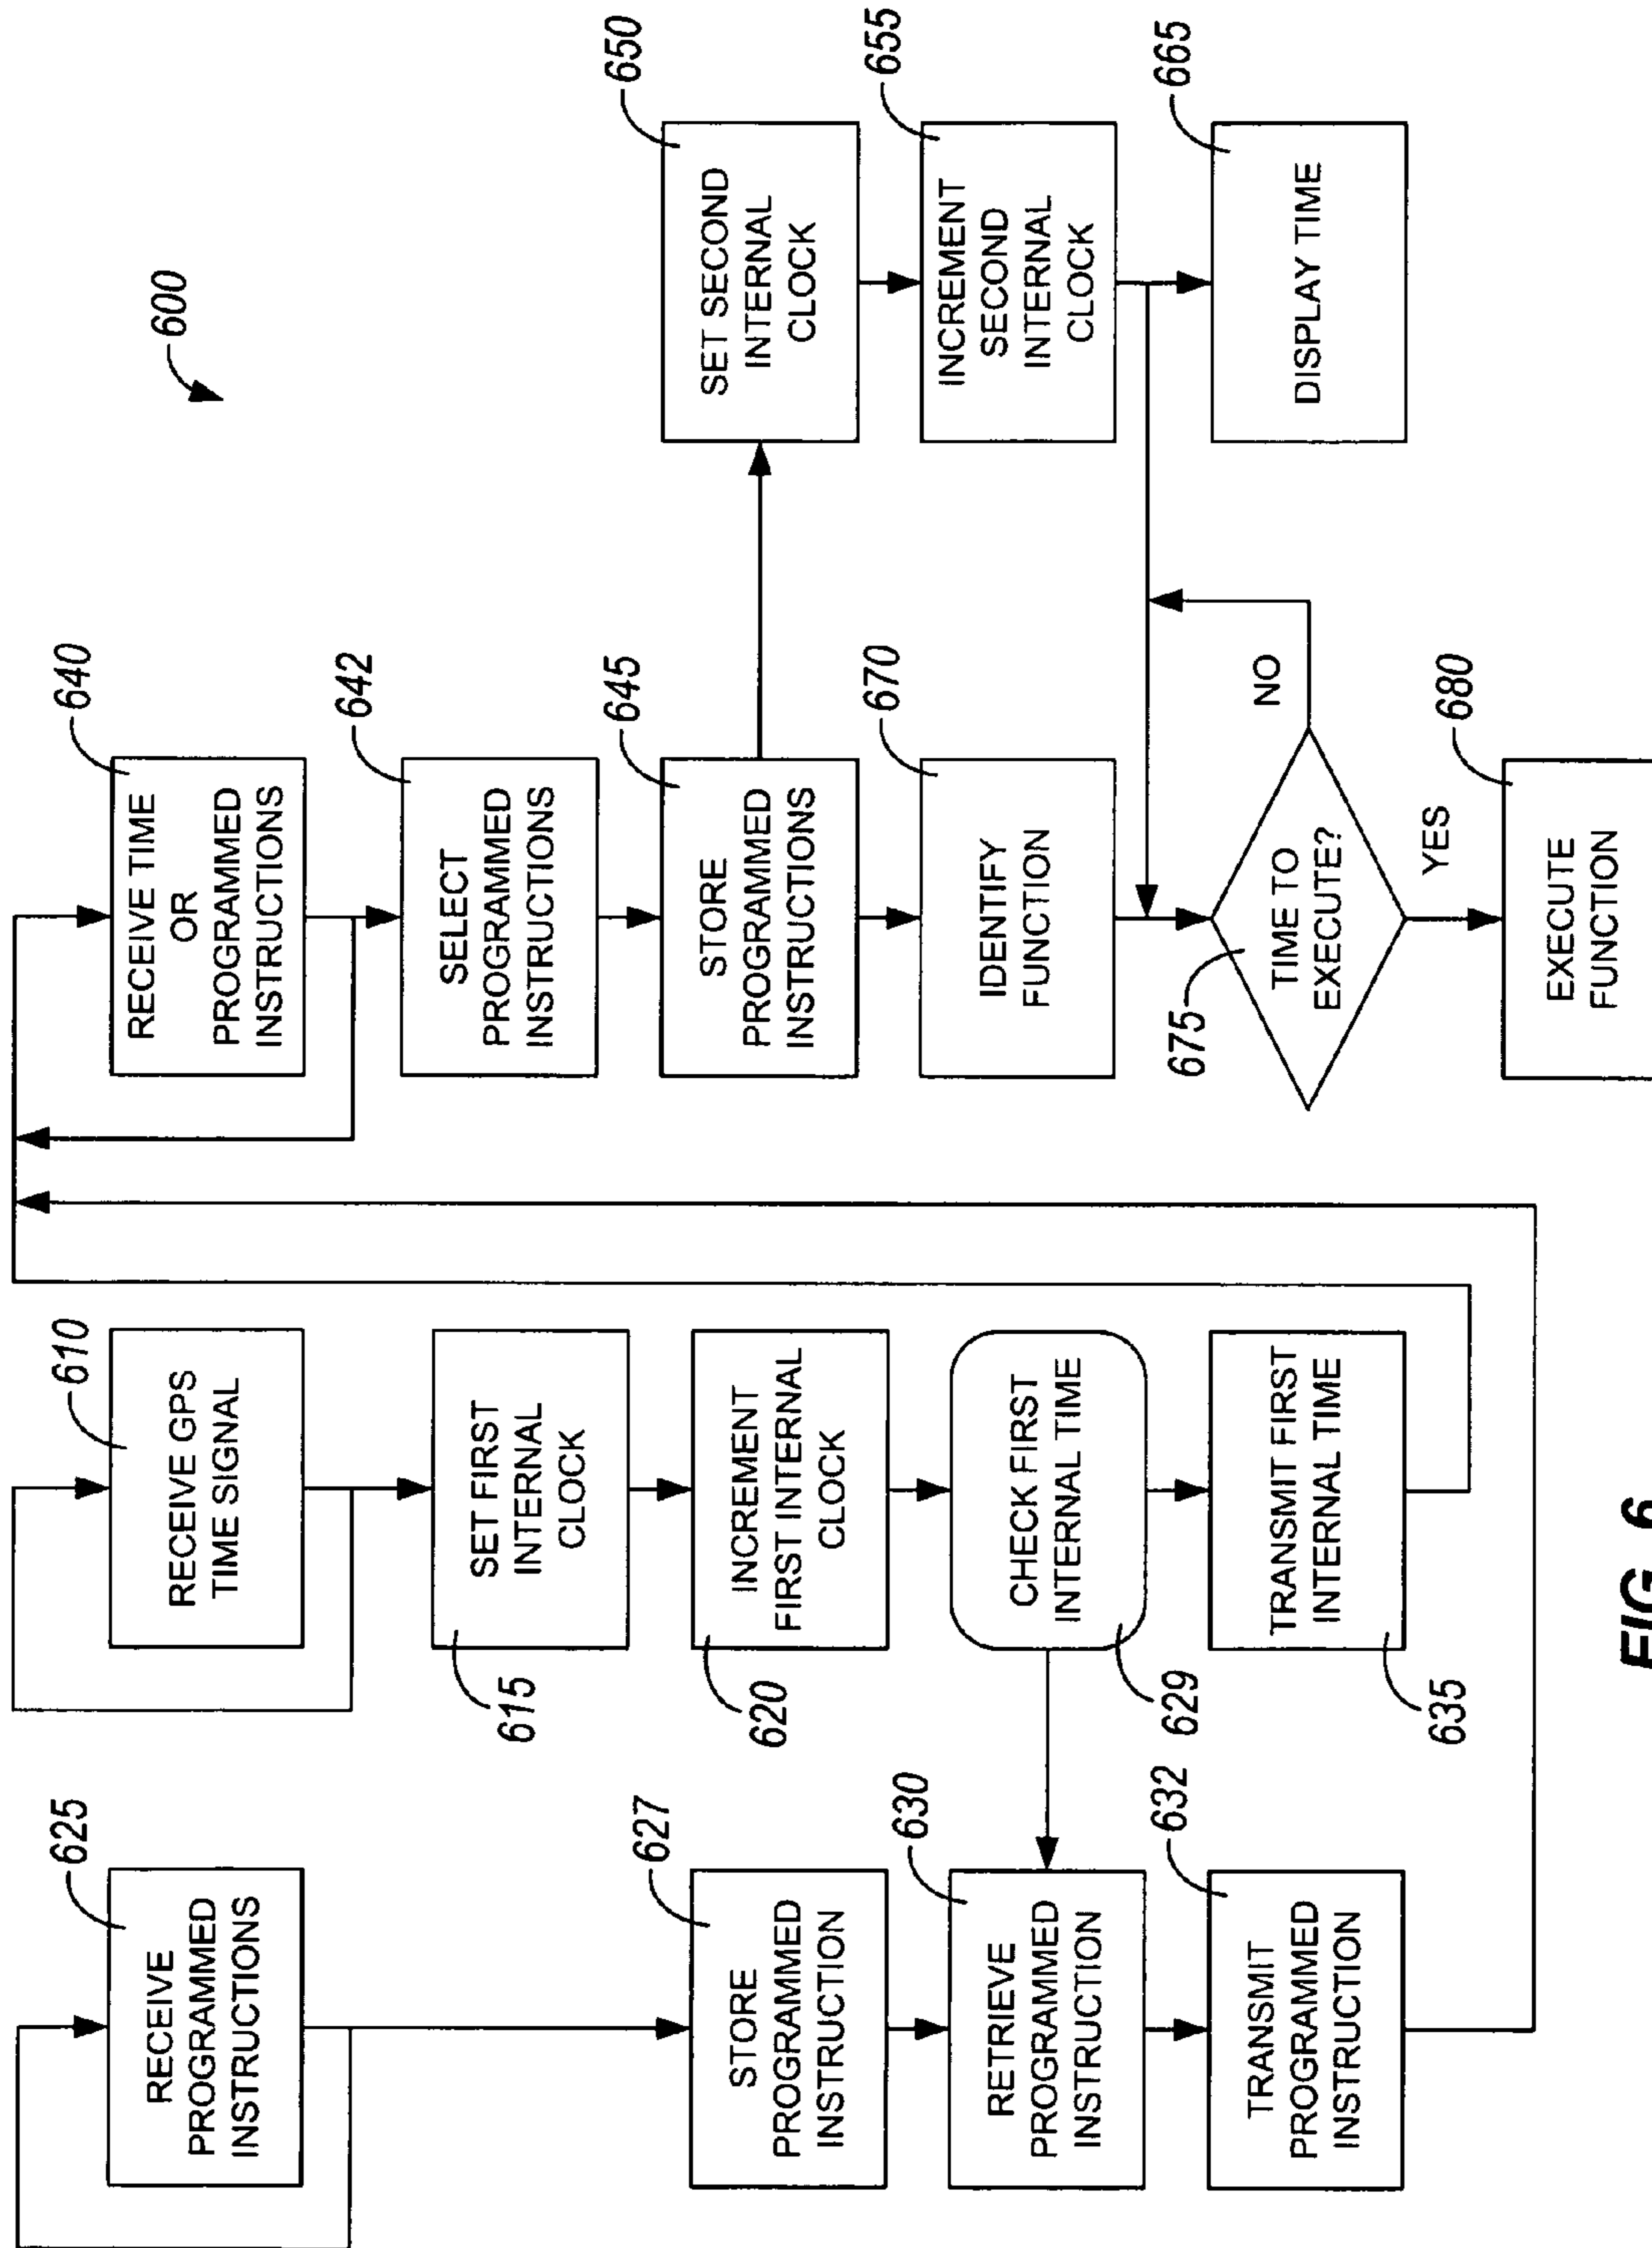 600
625
RECEIVE
PROGRAMMED
INSTRUCTIONS
627
STORE
PROGRAMMED
INSTRUCTION
630
RETRIEVE
PROGRAMMED
INSTRUCTION
632
TRANSMIT
PROGRAMMED
INSTRUCTION
610
RECEIVE GPS
TIME SIGNAL
615
SET FIRST
INTERNAL
CLOCK
620
INCREMENT
FIRST INTERNAL
CLOCK
629
CHECK FIRST
INTERNAL TIME
635
TRANSMIT FIRST
INTERNAL TIME
640
RECEIVE TIME
OR
PROGRAMMED
INSTRUCTIONS
642
SELECT
PROGRAMMED
INSTRUCTIONS
645
STORE
PROGRAMMED
INSTRUCTIONS
670
IDENTIFY
FUNCTION
675
TIME TO
EXECUTE?
NO
YES
680
EXECUTE
FUNCTION
650
SET SECOND
INTERNAL
CLOCK
655
INCREMENT
SECOND
INTERNAL
CLOCK
665
DISPLAY TIME
FIG. 6